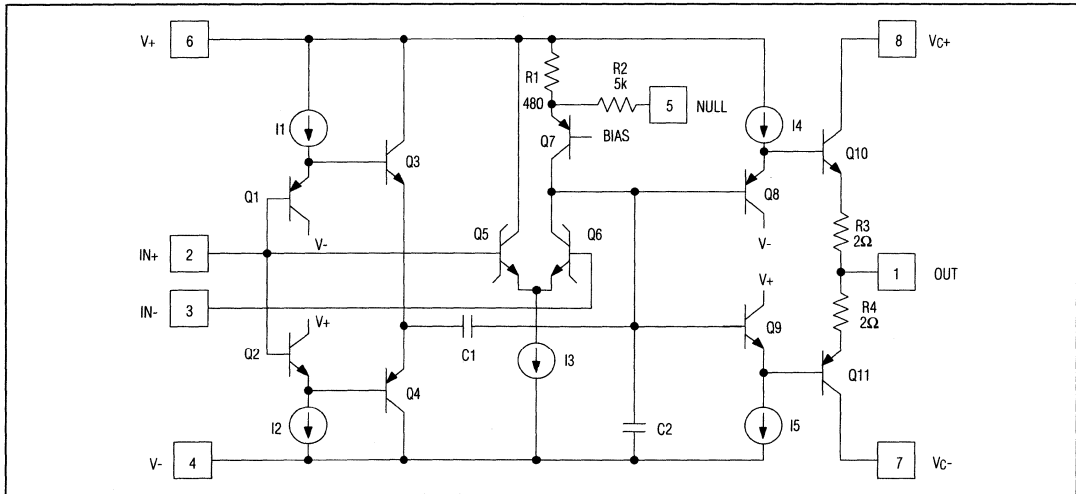 V+ 6
8 VC+
R1
480
R2
5k
5 NULL
I1
Q3
Q7
BIAS
I4
Q10
Q1
Q8
V-
Q5
Q6
V-
R3
2Ω
IN+ 2
1 OUT
IN- 3
V+
V+
R4
2Ω
Q2
C1
Q9
I3
Q4
Q11
I2
C2
I5
V- 4
7 VC-